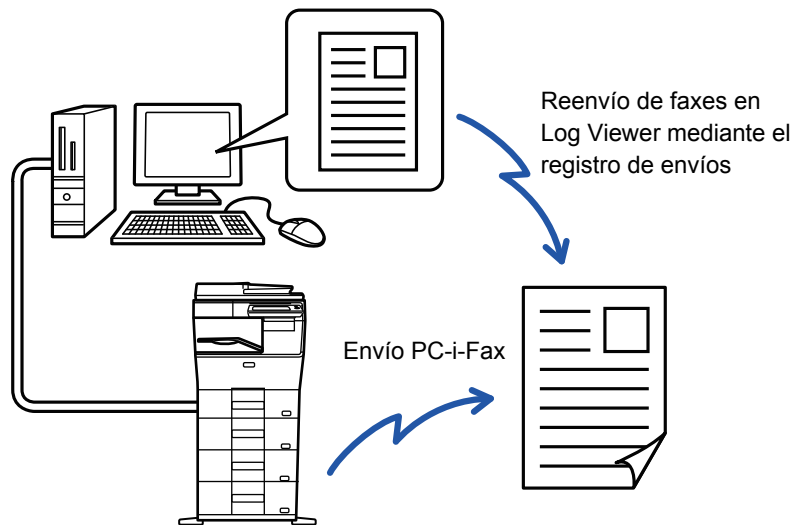 Reenvío de faxes en
Log Viewer mediante el
registro de envíos
Envío PC-i-Fax